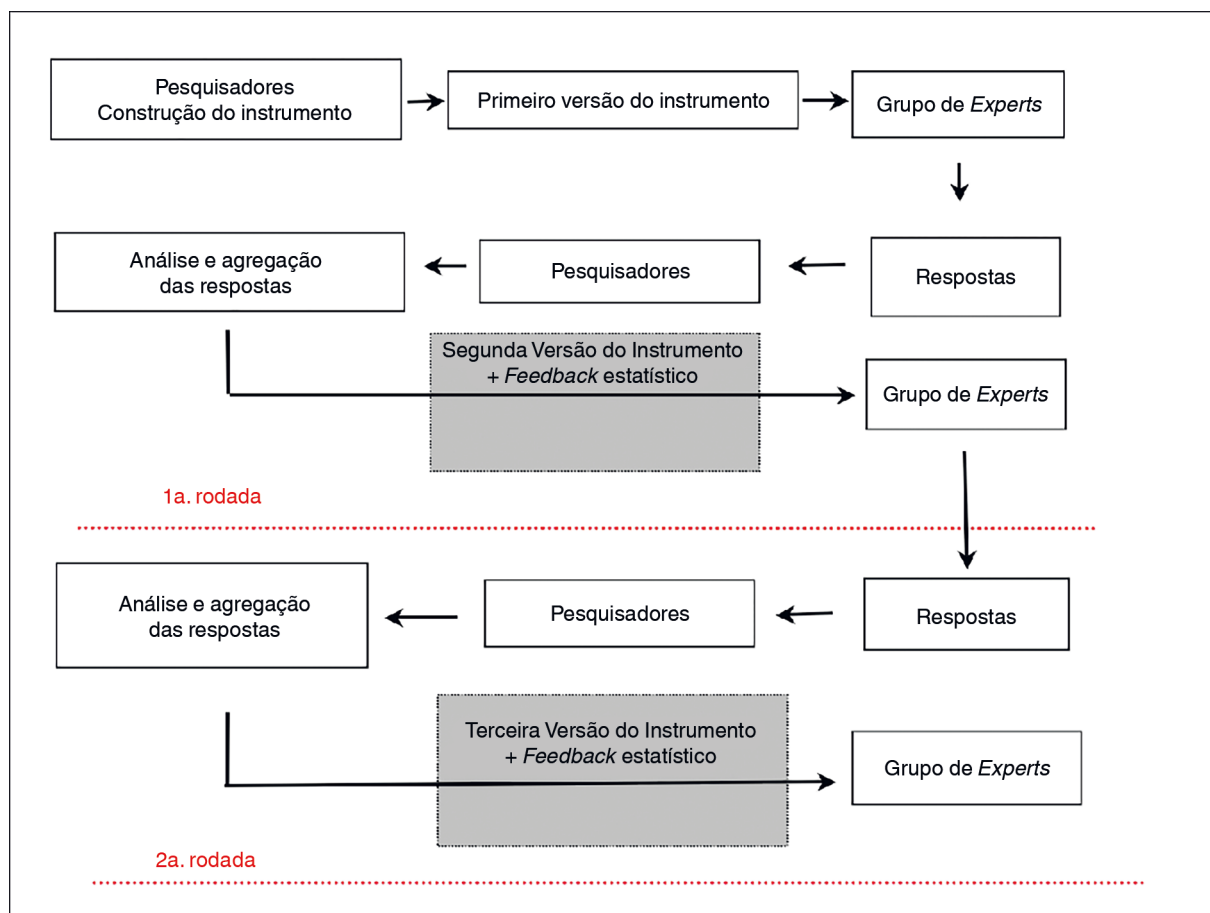 Pesquisadores
Construção do instrumento
Primeiro versão do instrumento
Grupo de Experts
Análise e agregação
das respostas
Pesquisadores
Respostas
Segunda Versão do Instrumento
+ Feedback estatístico
Grupo de Experts
1a. rodada
Análise e agregação
das respostas
Pesquisadores
Respostas
Terceira Versão do Instrumento
+ Feedback estatístico
Grupo de Experts
2a. rodada